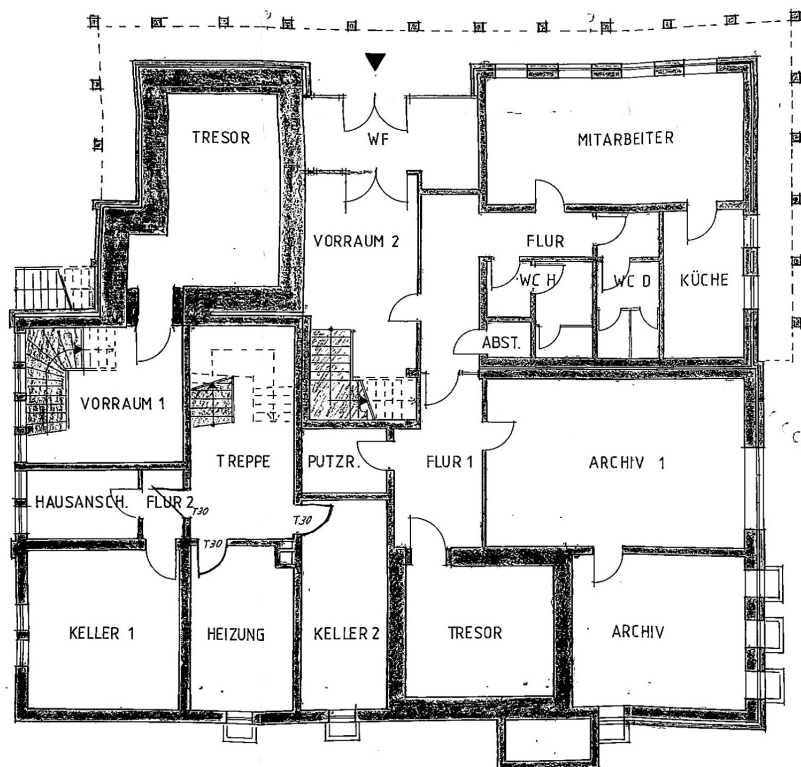 TRESOR
WF
MITARBEITER
VORRAUM 2
FLUR
WC H
WC D
KÜCHE
ABST.
VORRAUM 1
TREPPE
PUTZR.
FLUR 1
ARCHIV 1
HAUSANSCH.
FLUR 2
T30
T30
T30
KELLER 1
HEIZUNG
KELLER 2
TRESOR
ARCHIV